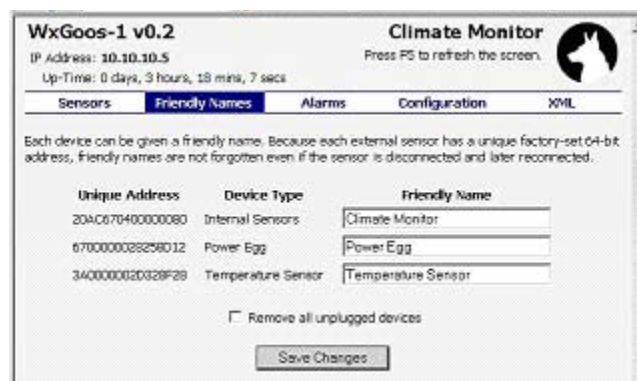 WxGoos-1 v0.2
Climate Monitor
IP Address: 10.10.10.5
Press F5 to refresh the screen.
Up-Time: 0 days, 3 hours, 18 mins, 7 secs
Sensors Friendly Names Alarms Configuration XML
Each device can be given a friendly name. Because each external sensor has a unique factory-set 64-bit
address, friendly names are not forgotten even if the sensor is disconnected and later reconnected.
Unique Address Device Type Friendly Name
20AC670400000080 Internal Sensors Climate Monitor
Power Egg Power Egg
Temperature Sensor Temperature Sensor
Remove all unplugged devices
Save Changes